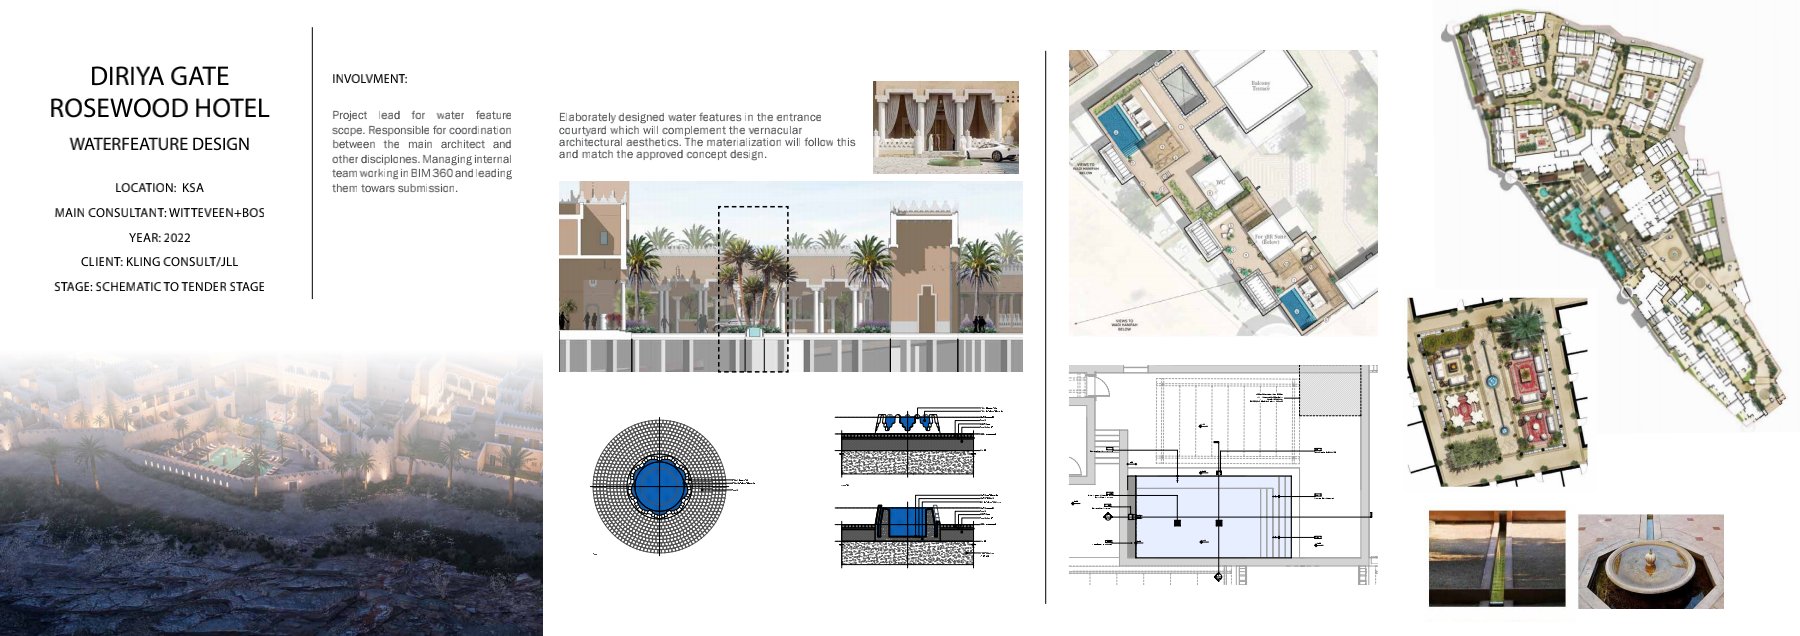 DIRIYA GATE
ROSEWOOD HOTEL
WATERFEATURE DESIGN
LOCATION: KSA
MAIN CONSULTANT: WITTEVEEN+BOS
YEAR: 2022
CLIENT: KLING CONSULT/JLL
STAGE: SCHEMATIC TO TENDER STAGE
INVOLVMENT:
Project lead for water feature
scope. Responsible for coordination
between the main architect and
other disciplones. Managing internal
team working in BIM 360 and leading
them towars submission.
Elaborately designed water features in the entrance
courtyard which will complement the vernacular
architectural aesthetics. The materialization will follow this
and match the approved concept design.
Balcony
Terrace
VIEWS TO
WADI HANIFAH
BELOW
WC
(Below)
VIEWS TO
WADI HANIFAH
BELOW